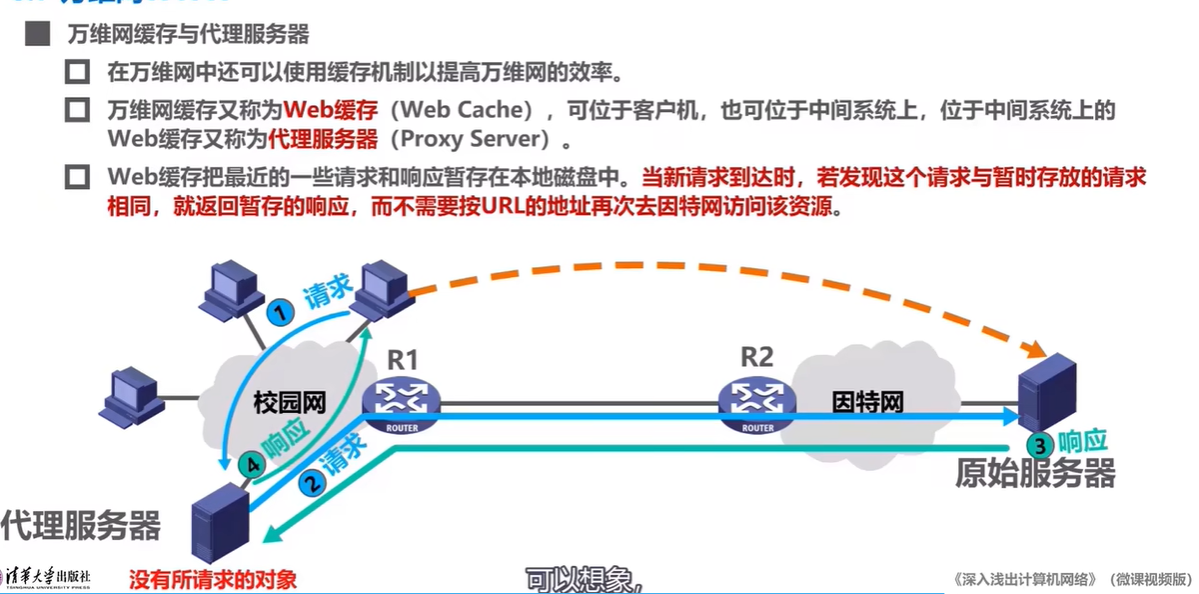 万维网缓存与代理服务器
在万维网中还可以使用缓存机制以提高万维网的效率。
万维网缓存又称为Web缓存（Web Cache），可位于客户机，也可位于中间系统上，位于中间系统上的
Web缓存又称为代理服务器（Proxy Server）。
Web缓存把最近的一些请求和响应暂存在本地磁盘中。当新请求到达时，若发现这个请求与暂时存放的请求
相同，就返回暂存的响应，而不需要按URL的地址再次去因特网访问该资源。
1 请求
R1
R2
校园网
ROUTER
ROUTER
因特网
4 响应
2 请求
3 响应
原始服务器
代理服务器
没有所请求的对象
清华大学出版社
TSINGHUA UNIVERSITY PRESS
可以想象，
《深入浅出计算机网络》（微课视频版）